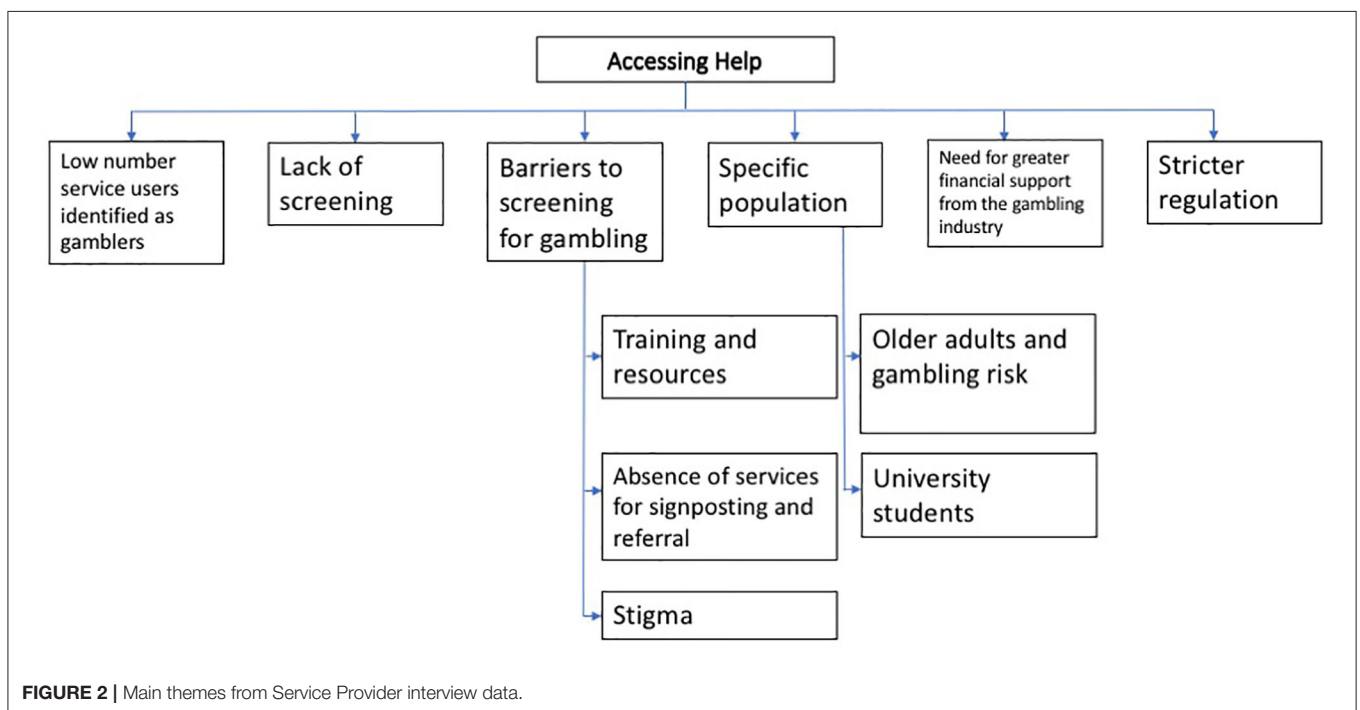 Accessing Help
Low number
service users
identified as
gamblers
Lack of
screening
Barriers to
screening
for gambling
Specific
population
Need for greater
financial support
from the gambling
industry
Stricter
regulation
Training and
resources
Absence of services
for signposting and
referral
Stigma
Older adults and
gambling risk
University
students
FIGURE 2 | Main themes from Service Provider interview data.